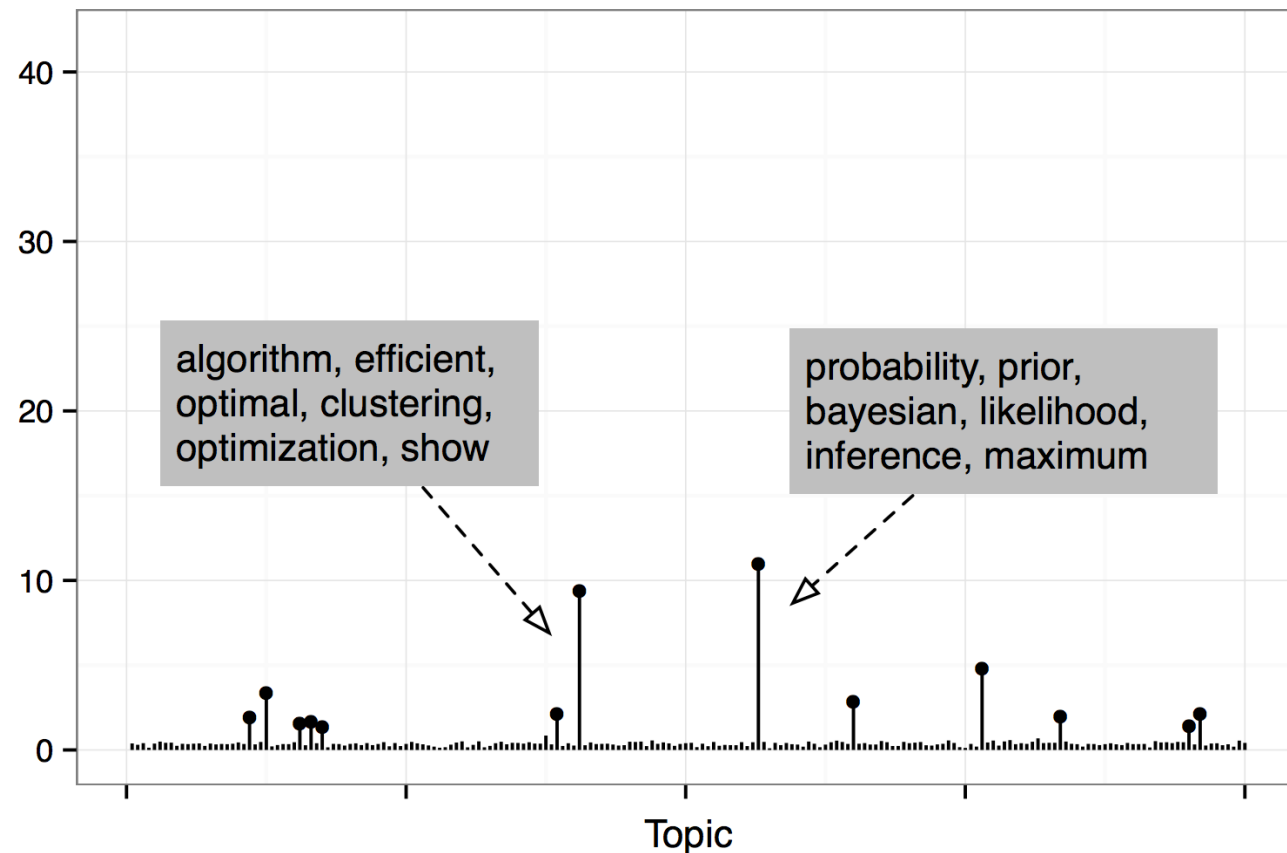 40
30
algorithm, efficient,
optimal, clustering,
optimization, show
probability, prior,
bayesian, likelihood,
inference, maximum
20
10
0
Topic